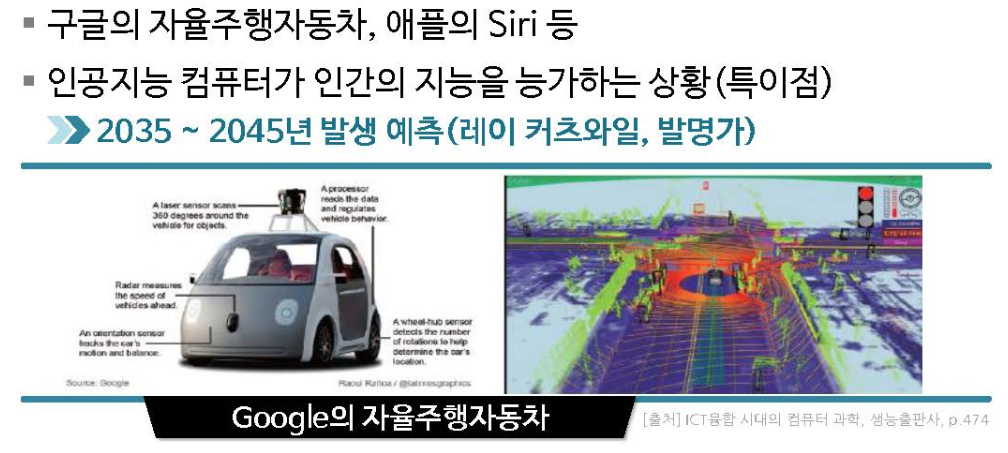 ▪ 구글의 자율주행자동차, 애플의 Siri 등
▪ 인공지능 컴퓨터가 인간의 지능을 능가하는 상황(특이점)
2035 ~ 2045년 발생 예측(레이 커즈와일, 발명가)
A laser sensor scans
360 degrees around the
vehicle for objects.
A processor
reads the data
and regulates
vehicle behavior.
Radar measures
the speed of
vehicles ahead.
An orientation sensor
tracks the car's
motion and balance.
A wheel-hub sensor
detects the number
of rotations to help
determine the car's
location.
Source: Google
Raoul Rañoa / @latimesgraphics
Google의 자율주행자동차
[출처] ICT융합 시대의 컴퓨터 과학, 생능출판사, p.474